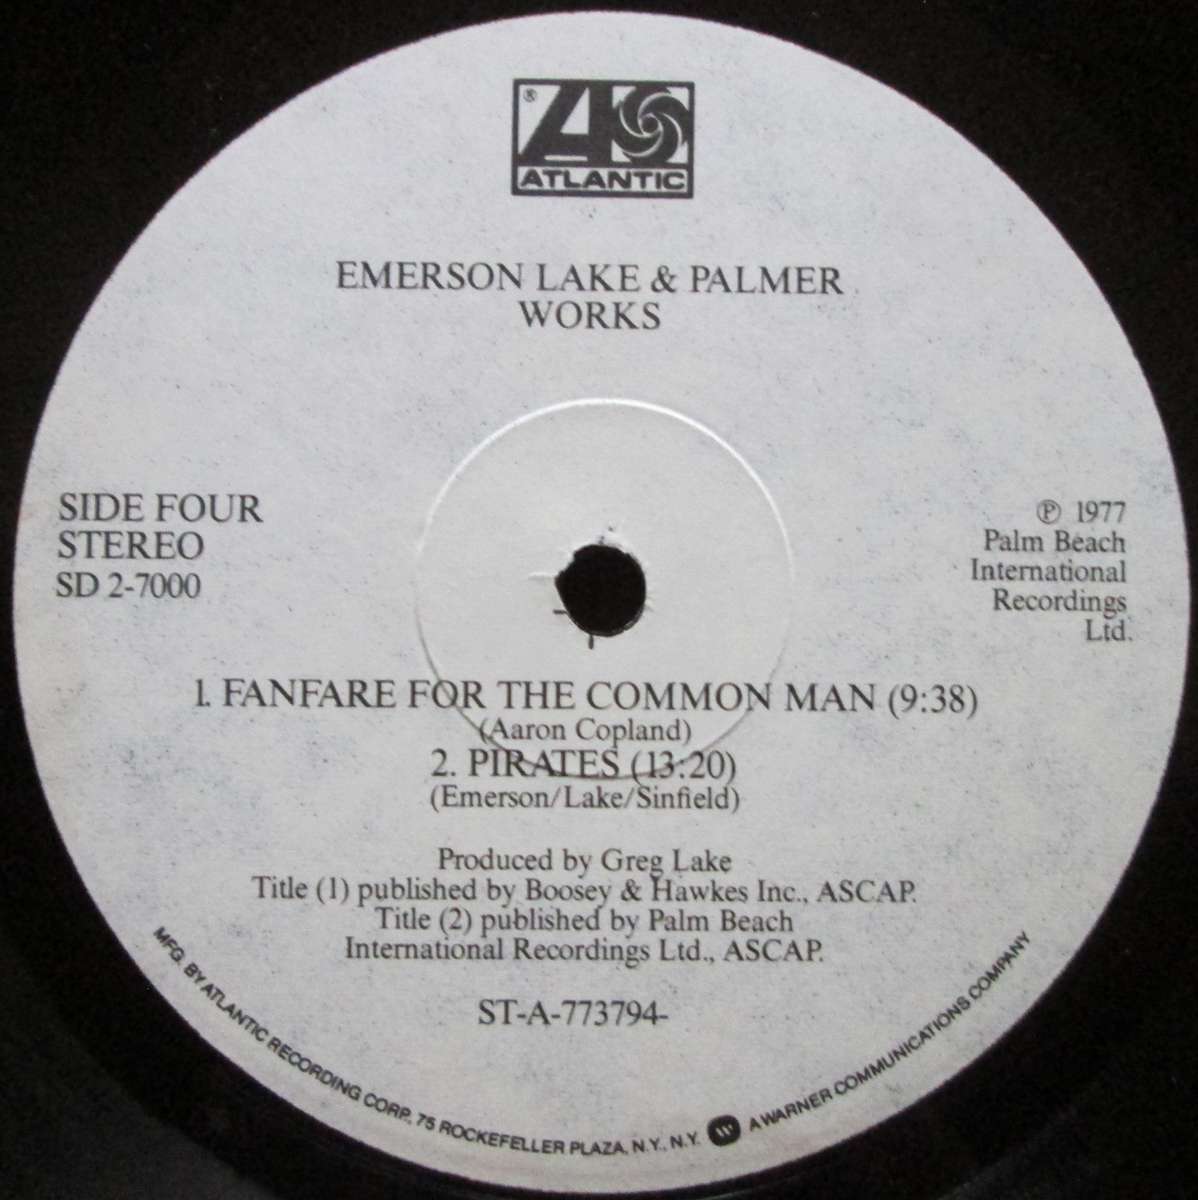 ®
ATLANTIC
EMERSON LAKE & PALMER
WORKS
SIDE FOUR
STEREO
SD 2-7000
℗ 1977
Palm Beach
International
Recordings
Ltd.
1. FANFARE FOR THE COMMON MAN (9:38)
(Aaron Copland)
2. PIRATES (13:20)
(Emerson/Lake/Sinfield)
Produced by Greg Lake
Title (1) published by Boosey & Hawkes Inc., ASCAP.
Title (2) published by Palm Beach
International Recordings Ltd., ASCAP.
ST-A-773794-
MFG. BY ATLANTIC RECORDING CORP., 75 ROCKEFELLER PLAZA, N.Y., N.Y. A WARNER COMMUNICATIONS COMPANY